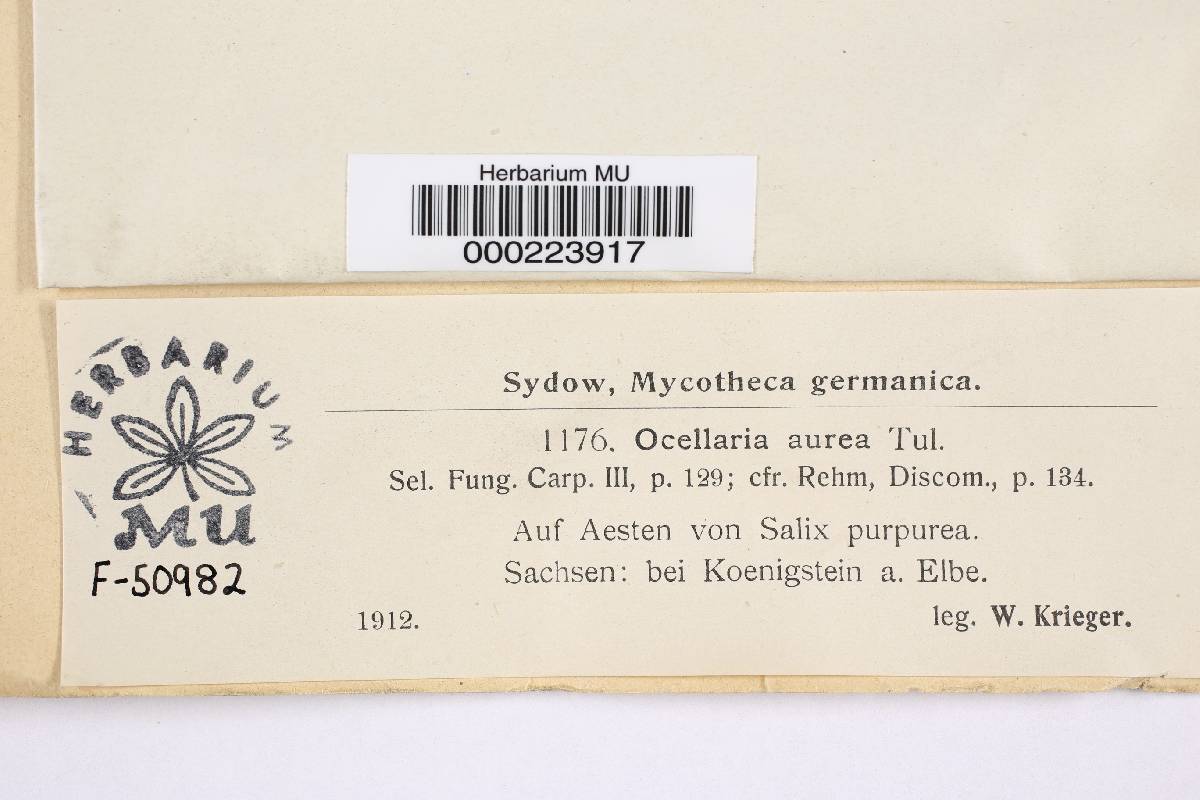 Herbarium MU
000223917
HERBARIUM
MU
F-50982
Sydow, Mycotheca germanica.
1176. Ocellaria aurea Tul.
Sel. Fung. Carp. III, p. 129; cfr. Rehm, Discom., p. 134.
Auf Aesten von Salix purpurea.
Sachsen: bei Koenigstein a. Elbe.
1912. leg. W. Krieger.